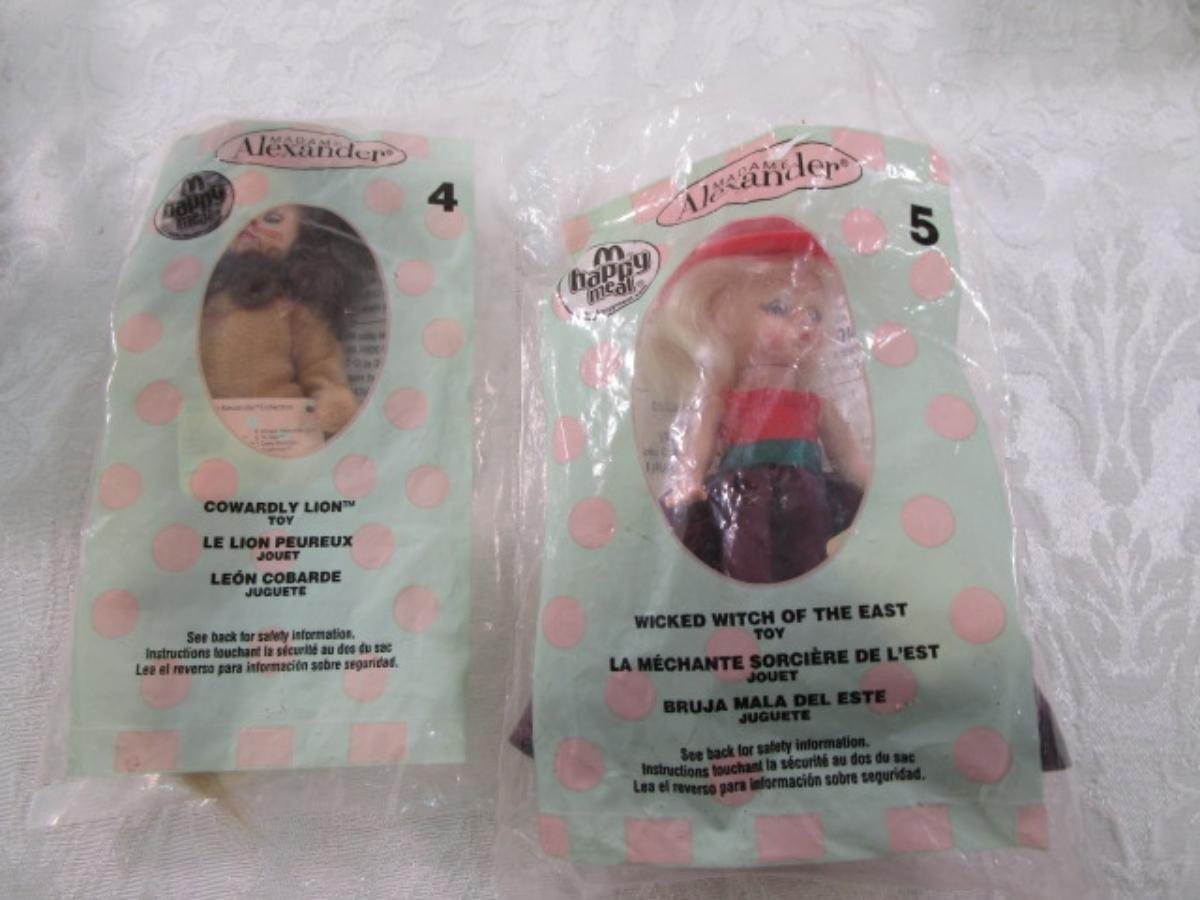 MADAME
Alexander®
happy
meal
4
COWARDLY LION™
TOY
LE LION PEUREUX
JOUET
LEÓN COBARDE
JUGUETE
See back for safety information.
Instructions touchant la sécurité au dos du sac
Lea el reverso para información sobre seguridad.
MADAME
Alexander®
happy
meal
5
WICKED WITCH OF THE EAST
TOY
LA MÉCHANTE SORCIÈRE DE L'EST
JOUET
BRUJA MALA DEL ESTE
JUGUETE
See back for safety information.
Instructions touchant la sécurité au dos du sac
Lea el reverso para información sobre seguridad.